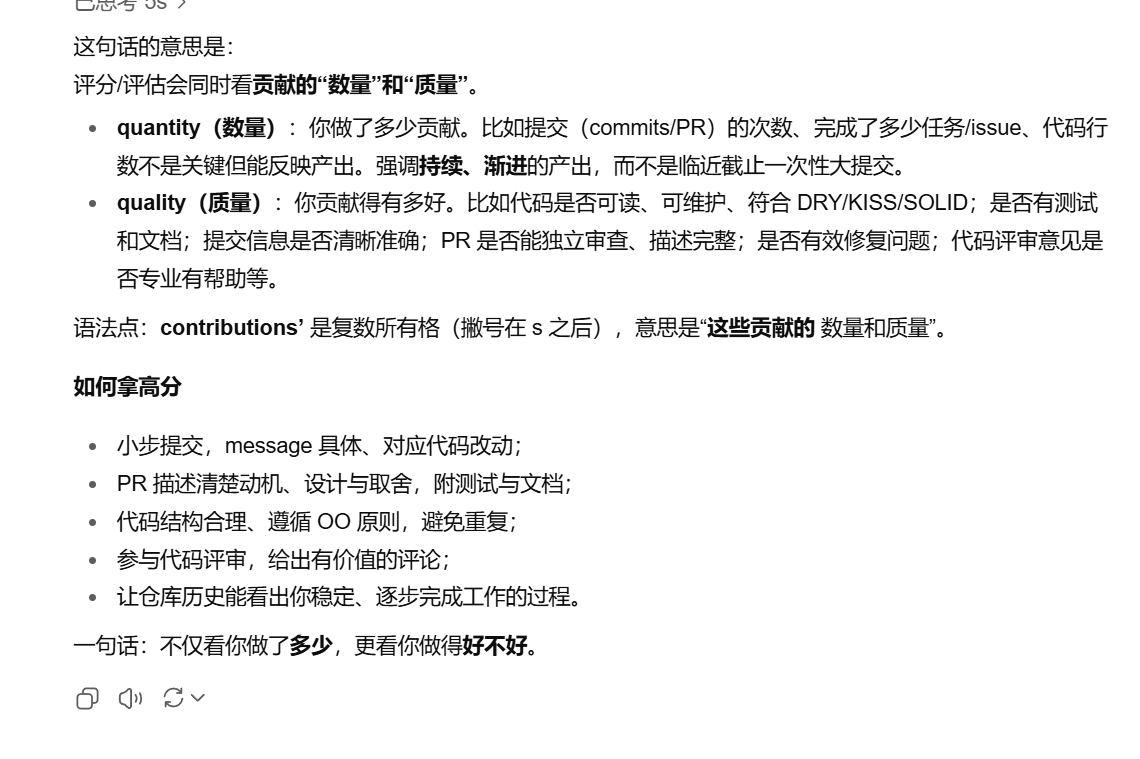 已思考 5s >
这句话的意思是：
评分/评估会同时看贡献的“数量”和“质量”。
quantity（数量）：你做了多少贡献。比如提交（commits/PR）的次数、完成了多少任务/issue、代码行
数不是关键但能反映产出。强调持续、渐进的产出，而不是临近截止一次性大提交。
quality（质量）：你贡献得有多好。比如代码是否可读、可维护、符合 DRY/KISS/SOLID；是否有测试
和文档；提交信息是否清晰准确；PR 是否能独立审查、描述完整；是否有效修复问题；代码评审意见是
否专业有帮助等。
语法点：contributions’ 是复数所有格（撇号在 s 之后），意思是“这些贡献的 数量和质量”。
如何拿高分
小步提交，message 具体、对应代码改动；
PR 描述清楚动机、设计与取舍，附测试与文档；
代码结构合理、遵循 OO 原则，避免重复；
参与代码评审，给出有价值的评论；
让仓库历史能看出你稳定、逐步完成工作的过程。
一句话：不仅看你做了多少，更看你做得好不好。